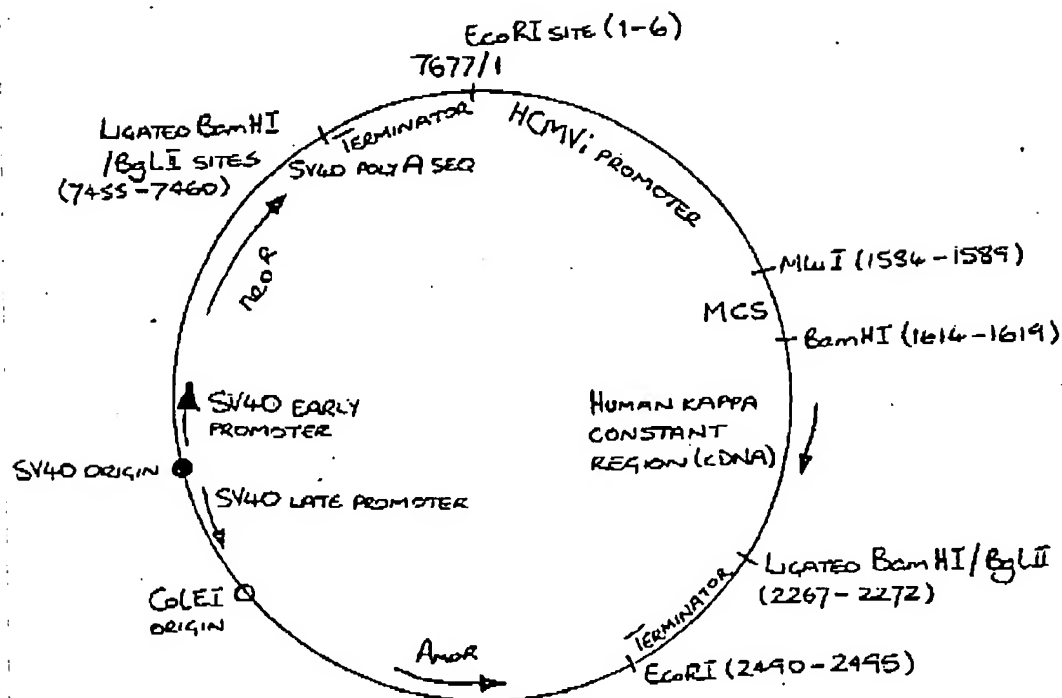 EcoRI SITE (1-6)
7677/1
HCMVi PROMOTER
TERMINATOR
LIGATED BamHI
/BglII SITES
(7455-7460)
SV40 POLY A SEQ
neoR
MluI (1584-1589)
MCS
BamHI (1614-1619)
HUMAN KAPPA
CONSTANT
REGION (cDNA)
SV40 EARLY
PROMOTER
SV40 ORIGIN
SV40 LATE PROMOTER
LIGATED BamHI/BglII
(2267-2272)
TERMINATOR
ColEI
ORIGIN
AmpR
EcoRI (2490-2495)